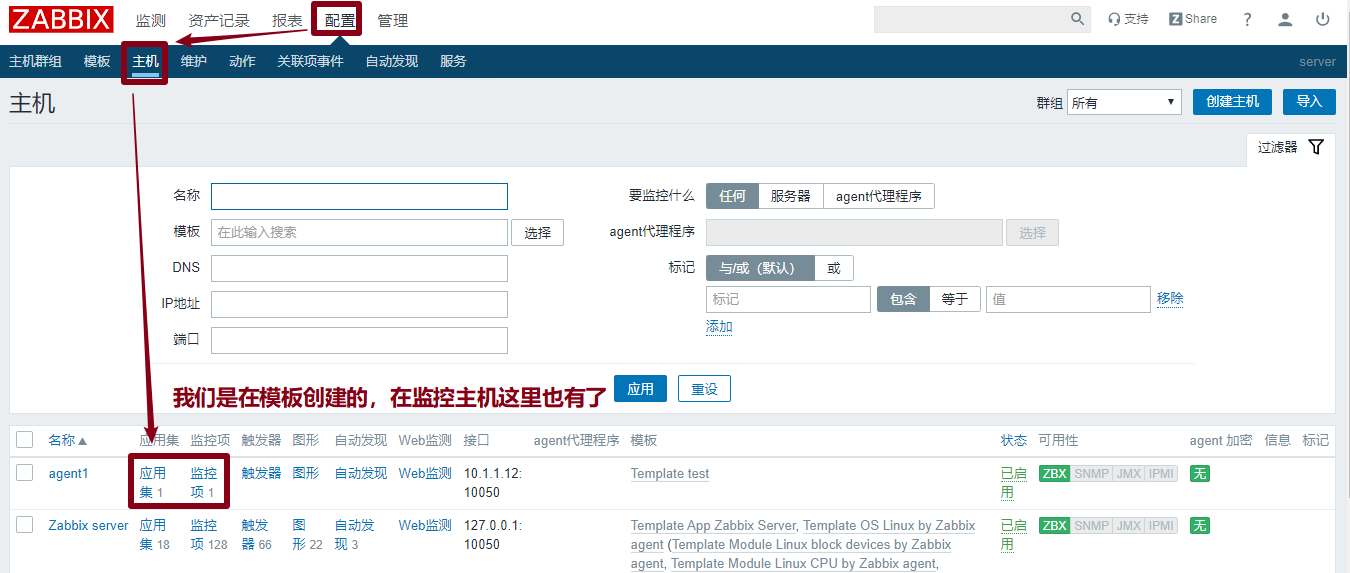 ZABBIX 监测 资产记录 报表 配置 管理 支持 Z Share ?
主机群组 模板 主机 维护 动作 关联项事件 自动发现 服务 server
主机 群组 所有 创建主机 导入
过滤器
名称 要监控什么 任何 服务器 agent代理程序
模板 在此输入搜索 选择 agent代理程序 选择
DNS 标记 与/或（默认） 或
IP地址 标记 包含 等于 值 移除
端口 添加
我们是在模板创建的，在监控主机这里也有了 应用 重设
名称 应用集 监控项 触发器 图形 自动发现 Web监测 接口 agent代理程序 模板 状态 可用性 agent 加密 信息 标记
agent1 应用 监控 触发器 图形 自动发现 Web监测 10.1.1.12: Template test 已启 ZBX SNMP JMX IPMI 无
集 1 项 1 10050 用
Zabbix server 应用 监控 触发 图 自动发 Web监测 127.0.0.1: Template App Zabbix Server, Template OS Linux by Zabbix 已启 ZBX SNMP JMX IPMI 无
集 18 项 128 器 66 形 22 现 3 10050 agent (Template Module Linux block devices by Zabbix 用
agent, Template Module Linux CPU by Zabbix agent,